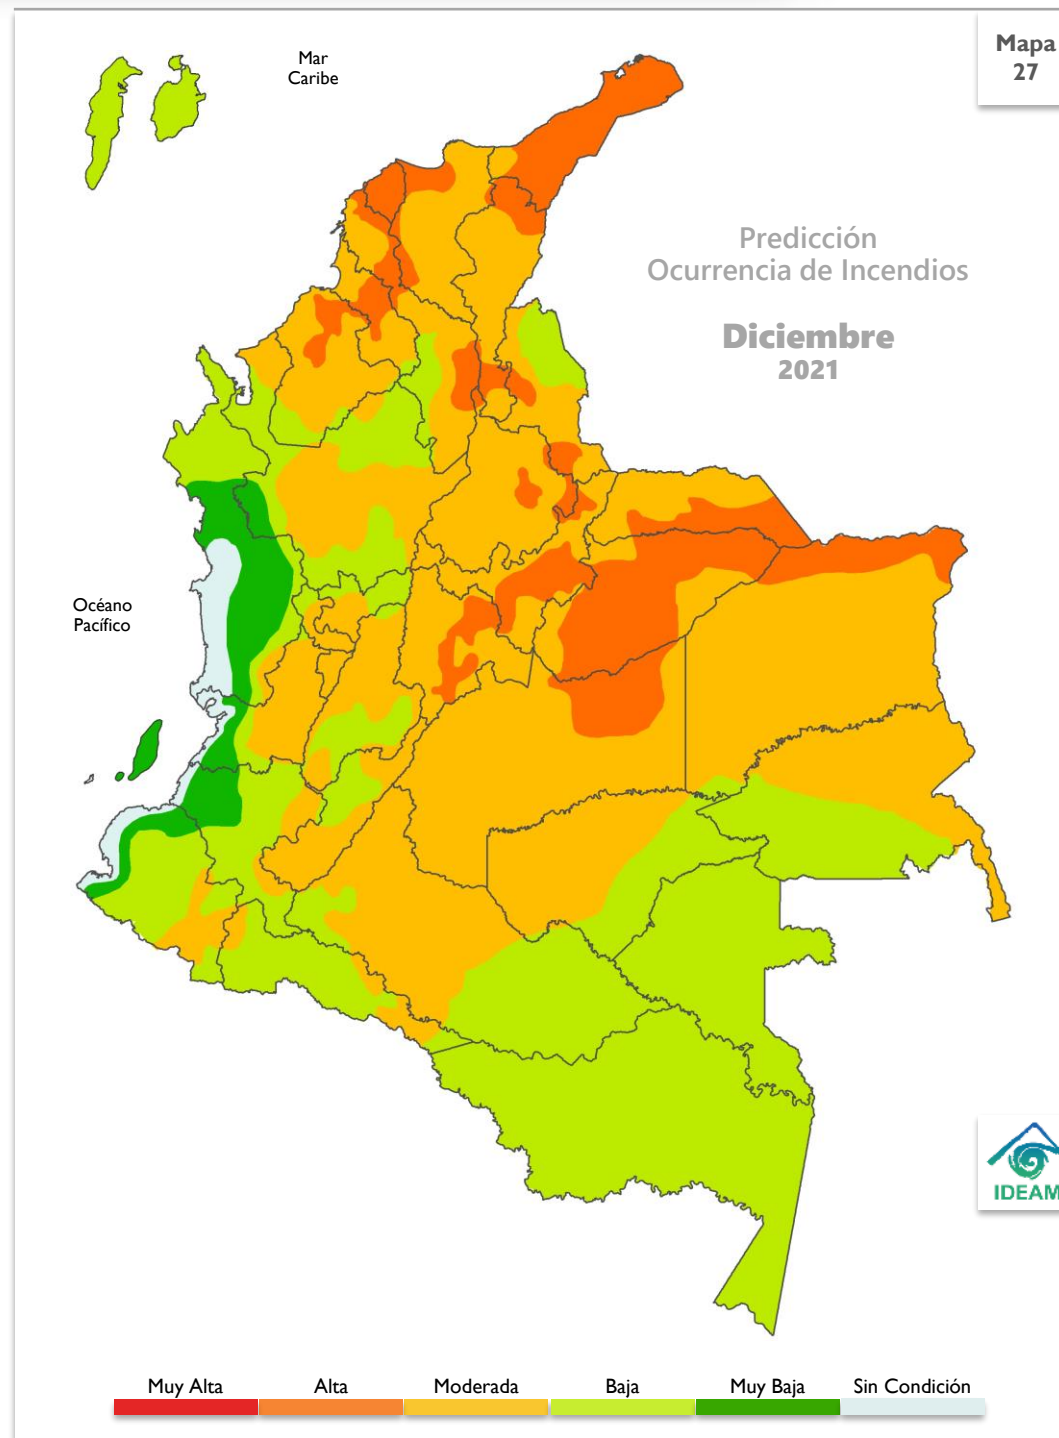 Mapa
27
Mar
Caribe
Predicción
Ocurrencia de Incendios
Diciembre
2021
Océano
Pacífico
IDEAM
Muy Alta
Alta
Moderada
Baja
Muy Baja
Sin Condición